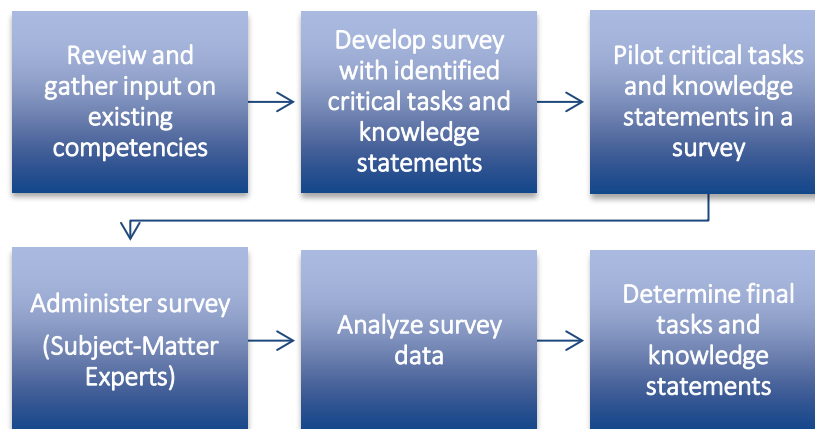 Reveiw and
gather input on
existing
competencies
Develop survey
with identified
critical tasks and
knowledge
statements
Pilot critical tasks
and knowledge
statements in a
survey
Administer survey
(Subject-Matter
Experts)
Analyze survey
data
Determine final
tasks and
knowledge
statements